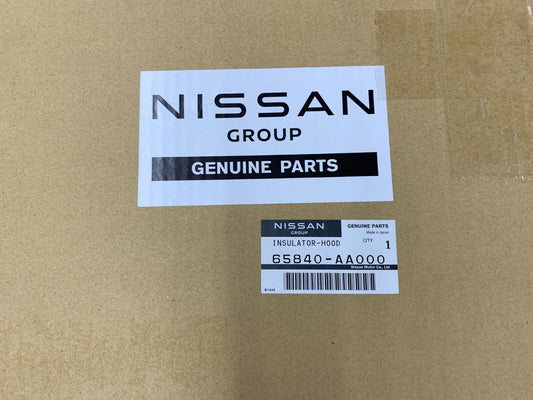 NISSAN
GROUP
GENUINE PARTS
NISSAN
GROUP
GENUINE PARTS
Made in Japan
INSULATOR-HOOD QTY 1
65840-AA000
Nissan Motor Co., Ltd.